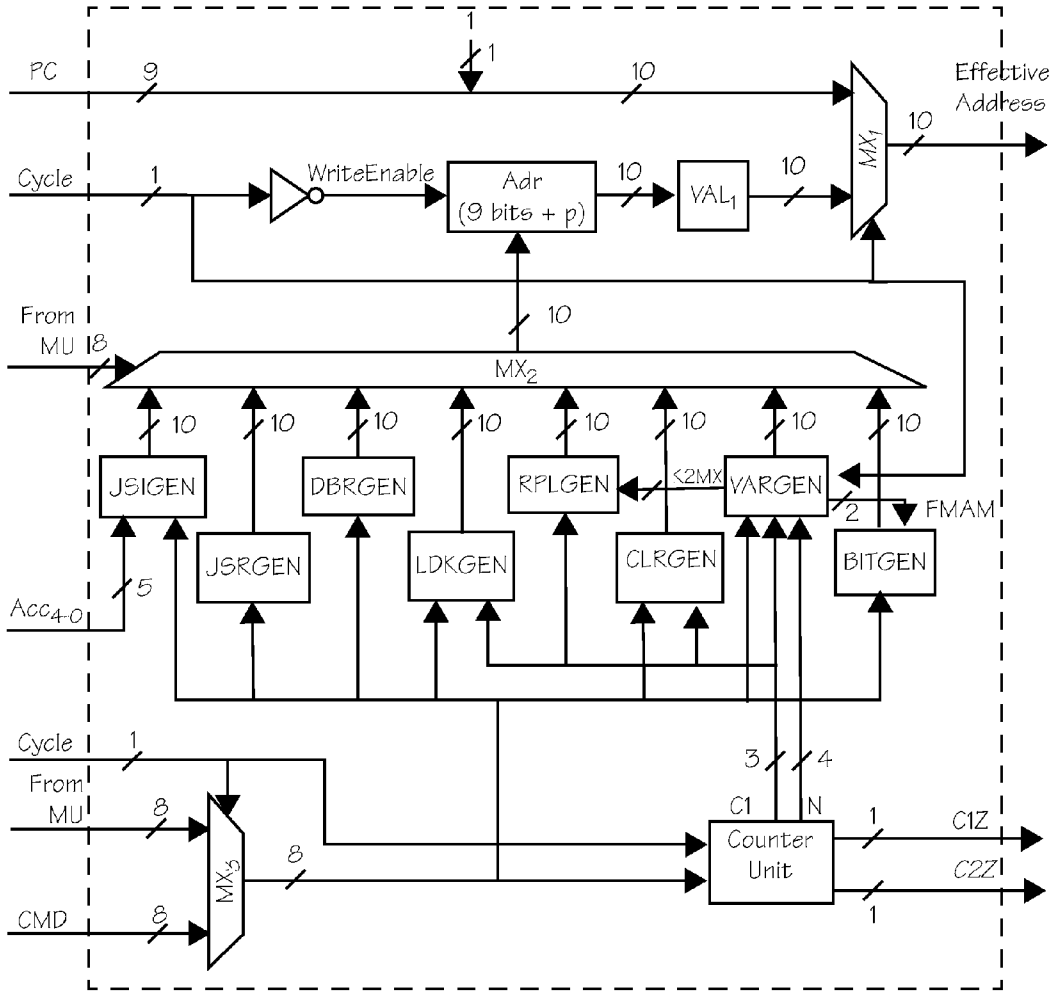 1
PC
9
1
10
Effective
Address
10
MX1
Cycle
1
WriteEnable
Adr
(9 bits + p)
10
VAL1
10
From
MU
8
10
MX2
10
10
10
10
10
10
10
10
JSIGEN
DBRGEN
RPLGEN
<2MX
VARGEN
2
FMAM
JSRGEN
LDKGEN
CLRGEN
BITGEN
5
Acc4-0
Cycle
1
3
4
From
MU
8
C1
N
Counter
Unit
1
C1Z
MX3
8
C2Z
1
CMD
8